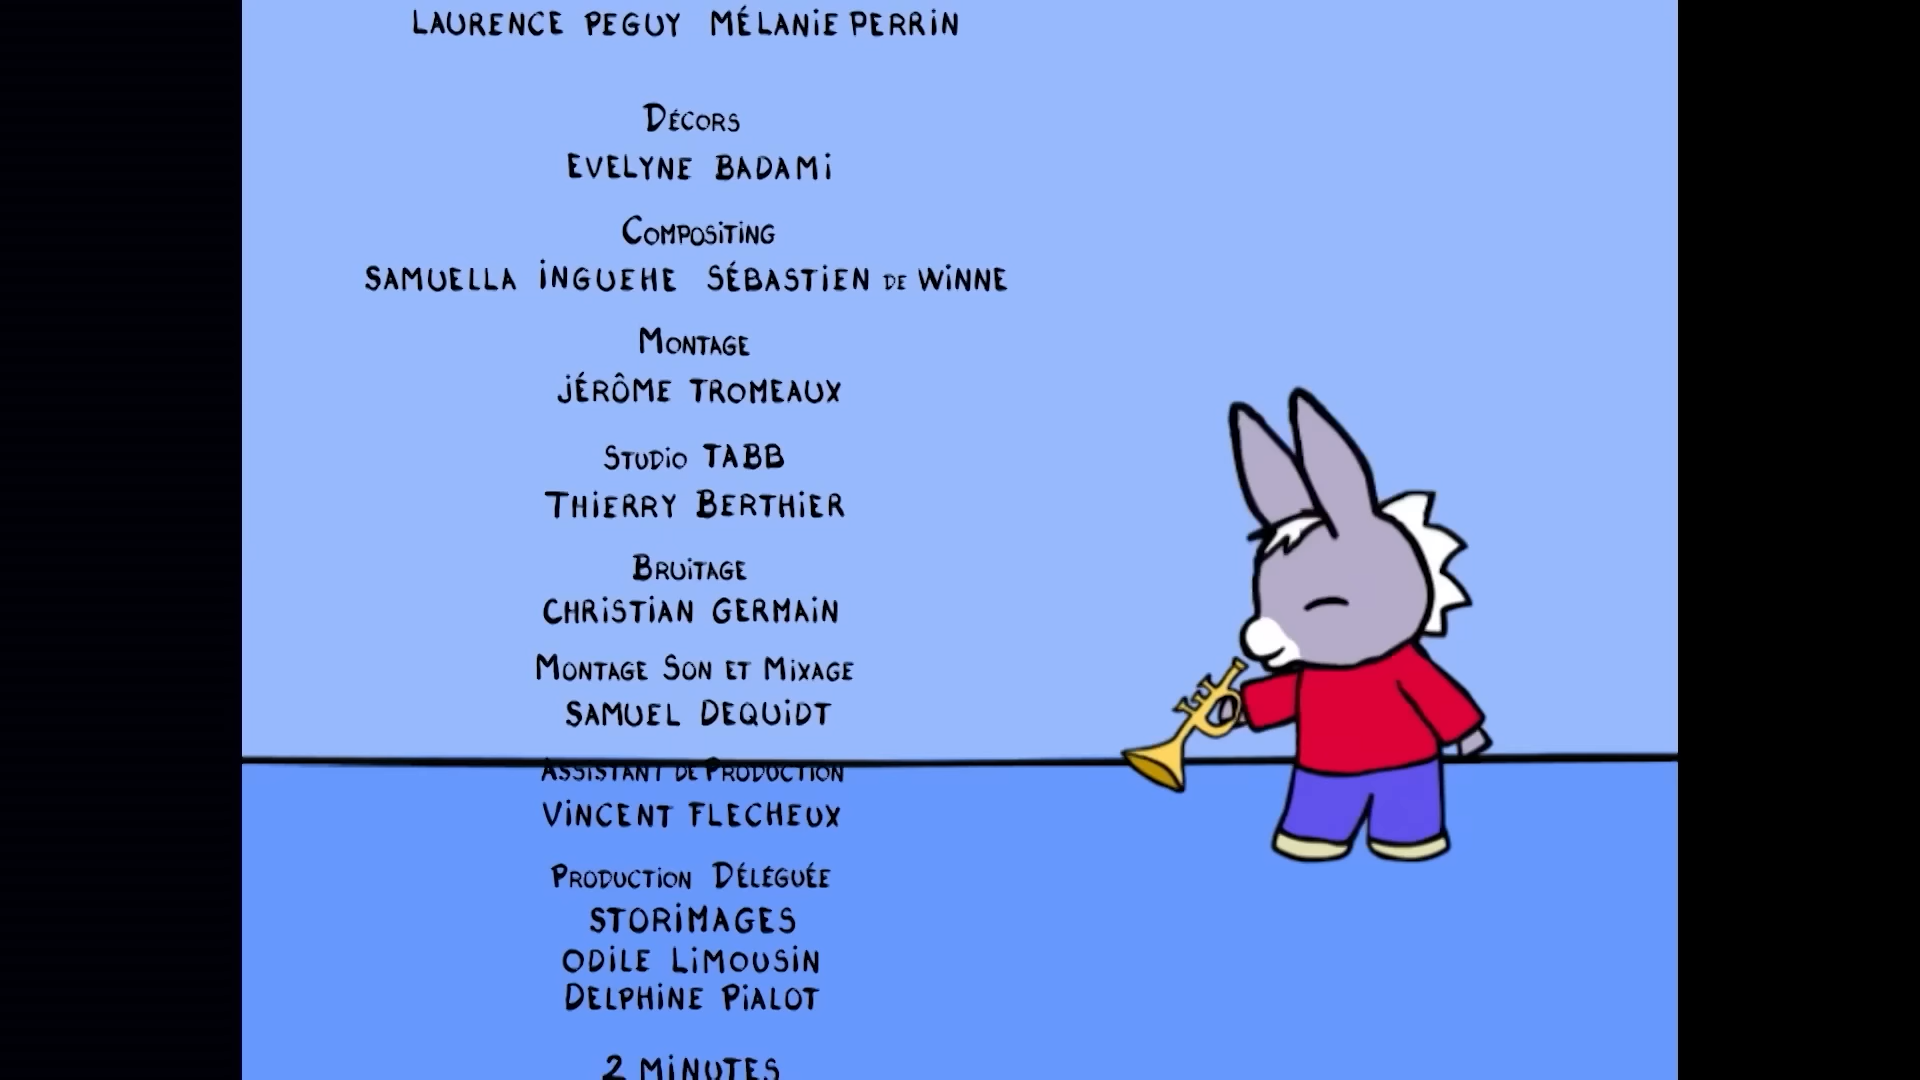 LAURENCE PEGUY MÉLANiE PERRiN
DÉCORS
EVELYNE BADAMi
COMPOSiTiNG
SAMUELLA iNGUEHE SÉBASTiEN DE WiNNE
MONTAGE
jÉRÔME TROMEAUX
STUDiO TABB
THiERRY BERTHiER
BRUiTAGE
CHRiSTiAN GERMAiN
MONTAGE SON ET MiXAGE
SAMUEL DEQUiDT
ASSISTANT DE PRODUCTION
ViNCENT FLECHEUX
PRODUCTiON DÉLÉGUÉE
STORiMAGES
ODiLE LiMOUSiN
DELPHiNE PiALOT
2 MiNUTES